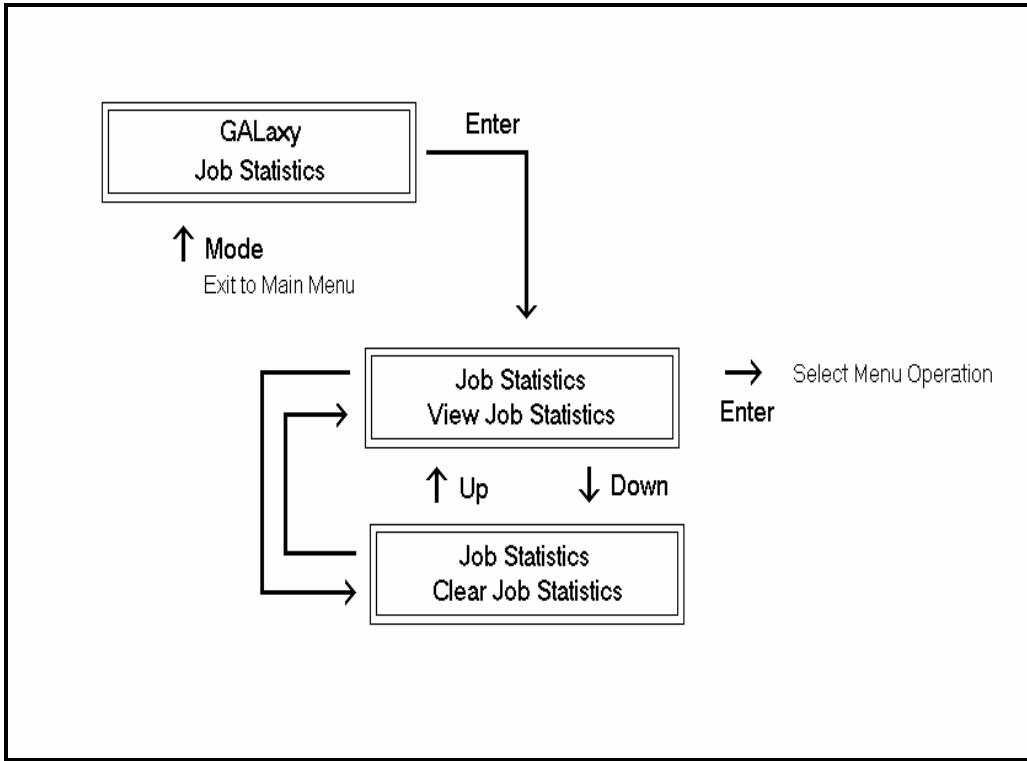 GALaxy
Job Statistics
Enter
Mode
Exit to Main Menu
Job Statistics
View Job Statistics
Select Menu Operation
Enter
Up
Down
Job Statistics
Clear Job Statistics